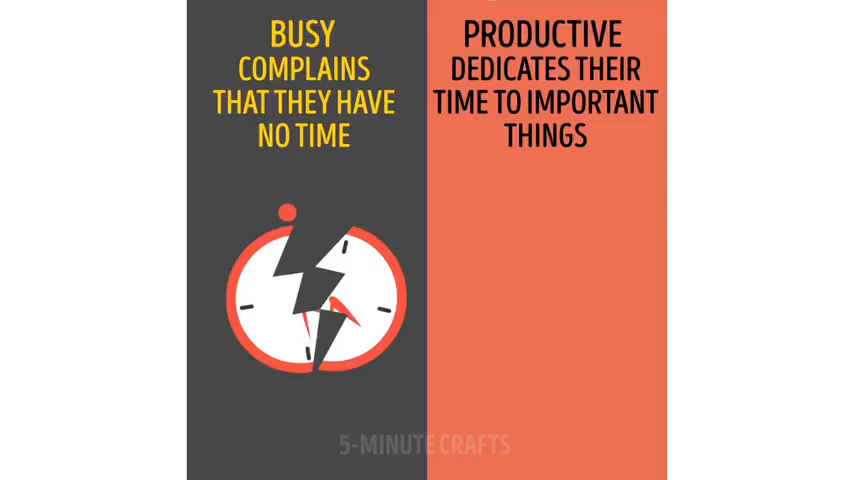 BUSY
COMPLAINS
THAT THEY HAVE
NO TIME
PRODUCTIVE
DEDICATES THEIR
TIME TO IMPORTANT
THINGS
5-MINUTE CRAFTS